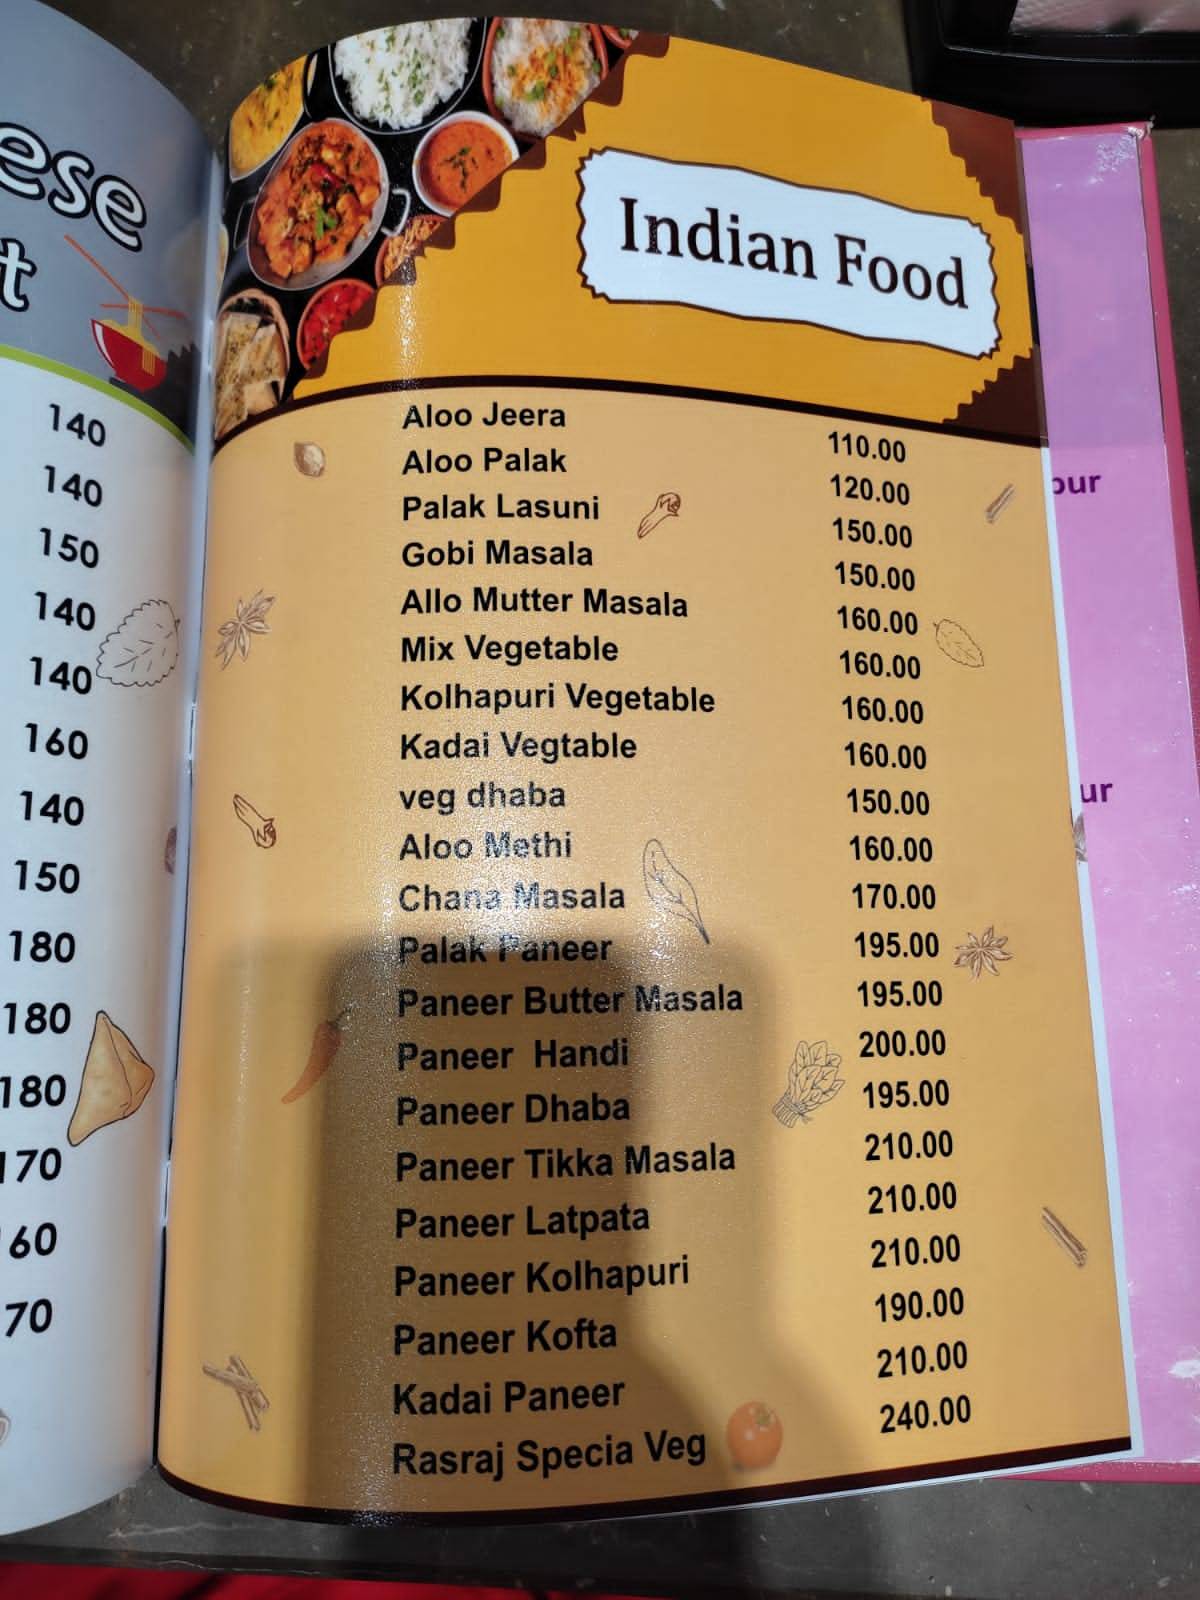 ese
t
140
140
150
140
140
160
140
150
180
180
180
170
160
70
Indian Food
Aloo Jeera 110.00
Aloo Palak 120.00
Palak Lasuni 150.00
Gobi Masala 150.00
Allo Mutter Masala 160.00
Mix Vegetable 160.00
Kolhapuri Vegetable 160.00
Kadai Vegtable 160.00
veg dhaba 150.00
Aloo Methi 160.00
Chana Masala 170.00
Palak Paneer 195.00
Paneer Butter Masala 195.00
Paneer Handi 200.00
Paneer Dhaba 195.00
Paneer Tikka Masala 210.00
Paneer Latpata 210.00
Paneer Kolhapuri 210.00
Paneer Kofta 190.00
Kadai Paneer 210.00
Rasraj Specia Veg 240.00
our
ur